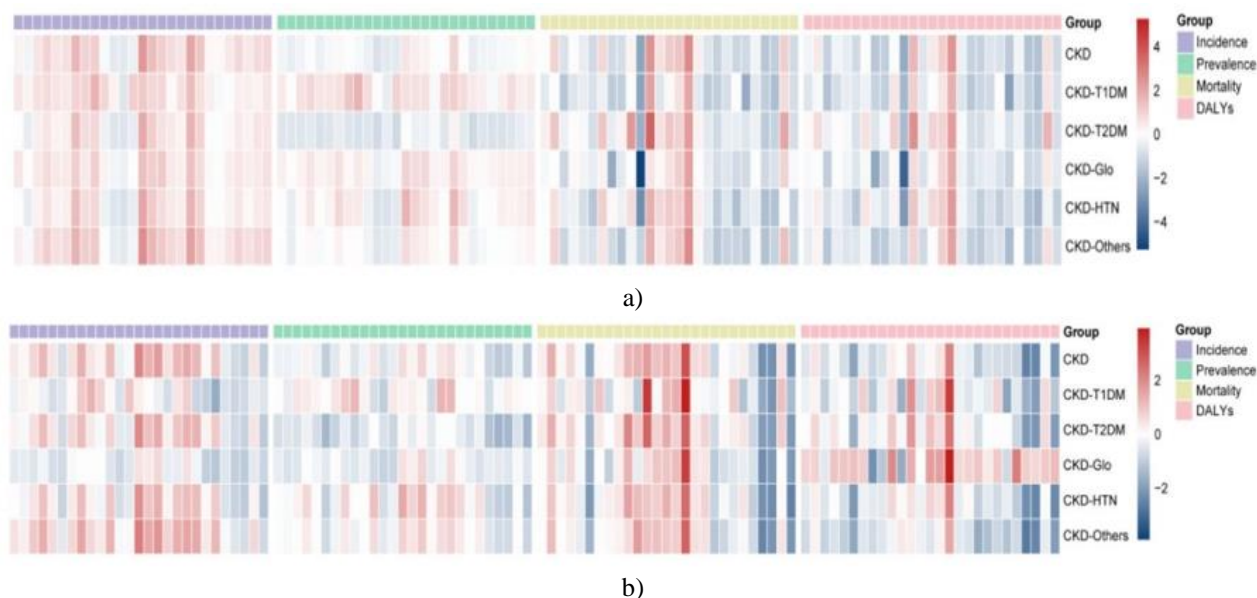 Group
CKD
CKD-T1DM
CKD-T2DM
CKD-Glo
CKD-HTN
CKD-Others
4
2
0
−2
−4
Group
Incidence
Prevalence
Mortality
DALYs
a)
Group
CKD
CKD-T1DM
CKD-T2DM
CKD-Glo
CKD-HTN
CKD-Others
2
0
−2
Group
Incidence
Prevalence
Mortality
DALYs
b)